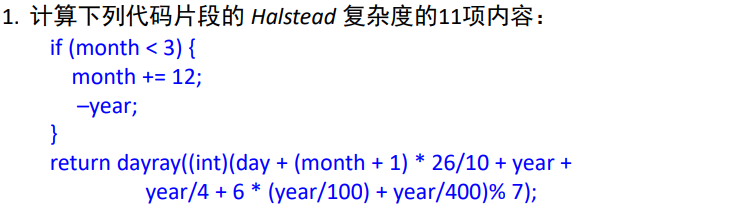 1. 计算下列代码片段的 Halstead 复杂度的11项内容：
if (month < 3) {
month += 12;
–year;
}
return dayray((int)(day + (month + 1) * 26/10 + year +
year/4 + 6 * (year/100) + year/400)% 7);